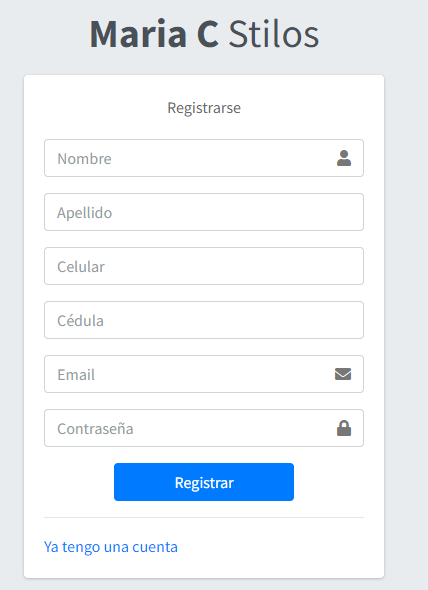 Maria C Stilos
Registrarse
Nombre
Apellido
Celular
Cédula
Email
Contraseña
Registrar
Ya tengo una cuenta